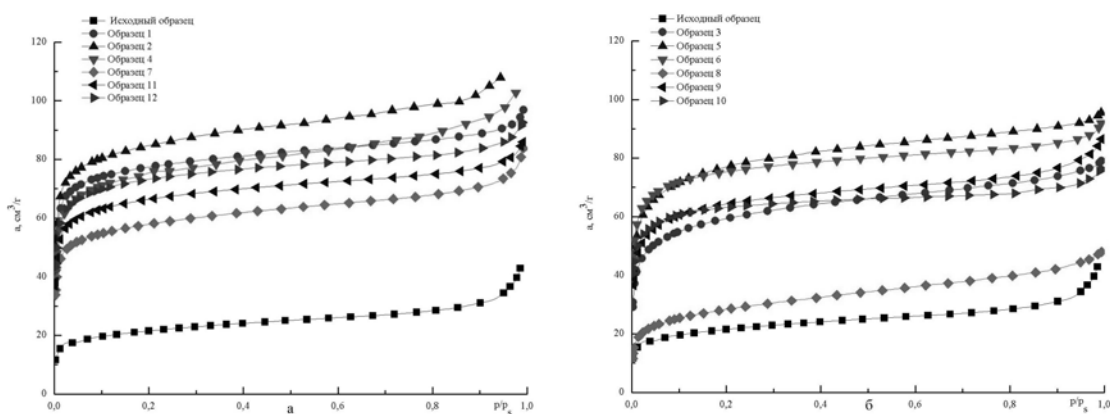 Исходный образец
Образец 1
Образец 2
Образец 4
Образец 7
Образец 11
Образец 12
120
100
80
60
40
20
0
a, см³/г
0,0
0,2
0,4
0,6
0,8
1,0
p/pₛ
а
Исходный образец
Образец 3
Образец 5
Образец 6
Образец 8
Образец 9
Образец 10
120
100
80
60
40
20
0
a, см³/г
0,0
0,2
0,4
0,6
0,8
1,0
p/pₛ
б